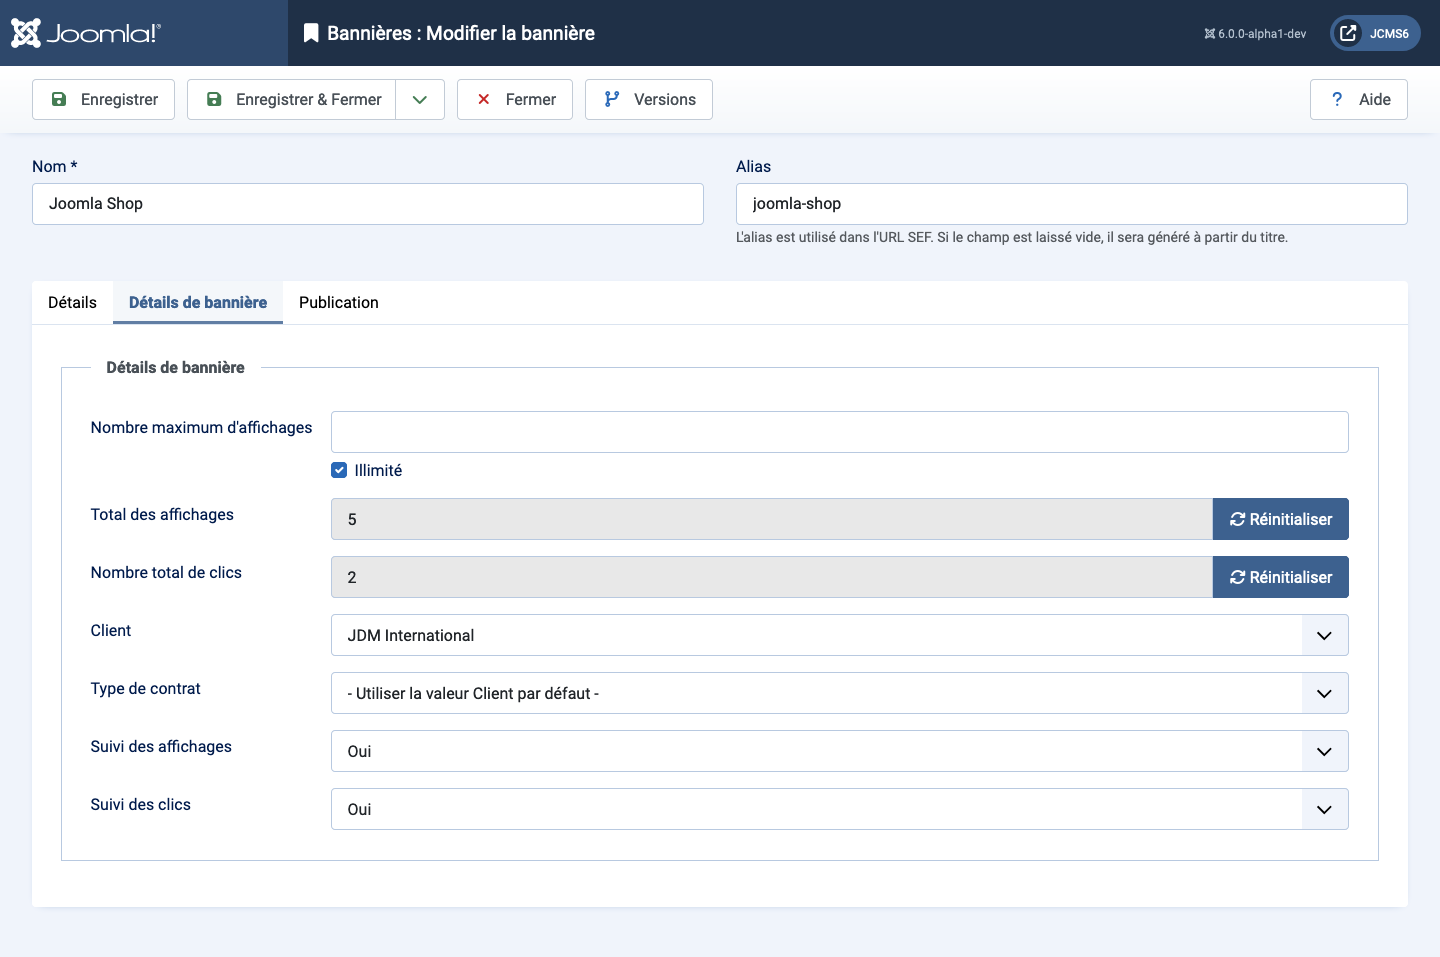 Joomla!®
Bannières : Modifier la bannière
6.0.0-alpha1-dev
JCMS6
Enregistrer
Enregistrer & Fermer
Fermer
Versions
? Aide
Nom *
Alias
Joomla Shop
joomla-shop
L'alias est utilisé dans l'URL SEF. Si le champ est laissé vide, il sera généré à partir du titre.
Détails
Détails de bannière
Publication
Détails de bannière
Nombre maximum d'affichages
Illimité
Total des affichages
5
Réinitialiser
Nombre total de clics
2
Réinitialiser
Client
JDM International
Type de contrat
- Utiliser la valeur Client par défaut -
Suivi des affichages
Oui
Suivi des clics
Oui